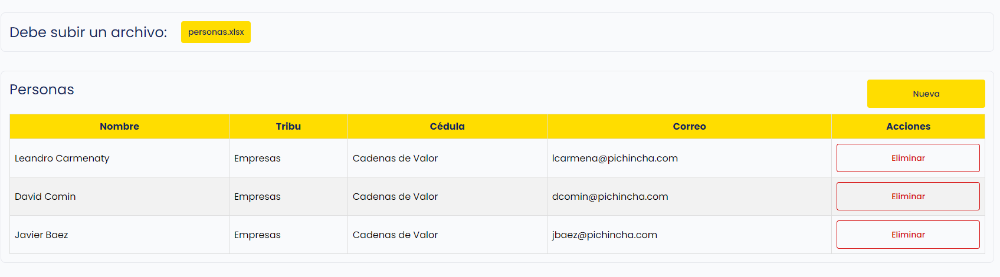 Debe subir un archivo: personas.xlsx
Personas
Nueva
Nombre Tribu Cédula Correo Acciones
Leandro Carmenaty Empresas Cadenas de Valor lcarmena@pichincha.com Eliminar
David Comin Empresas Cadenas de Valor dcomin@pichincha.com Eliminar
Javier Baez Empresas Cadenas de Valor jbaez@pichincha.com Eliminar